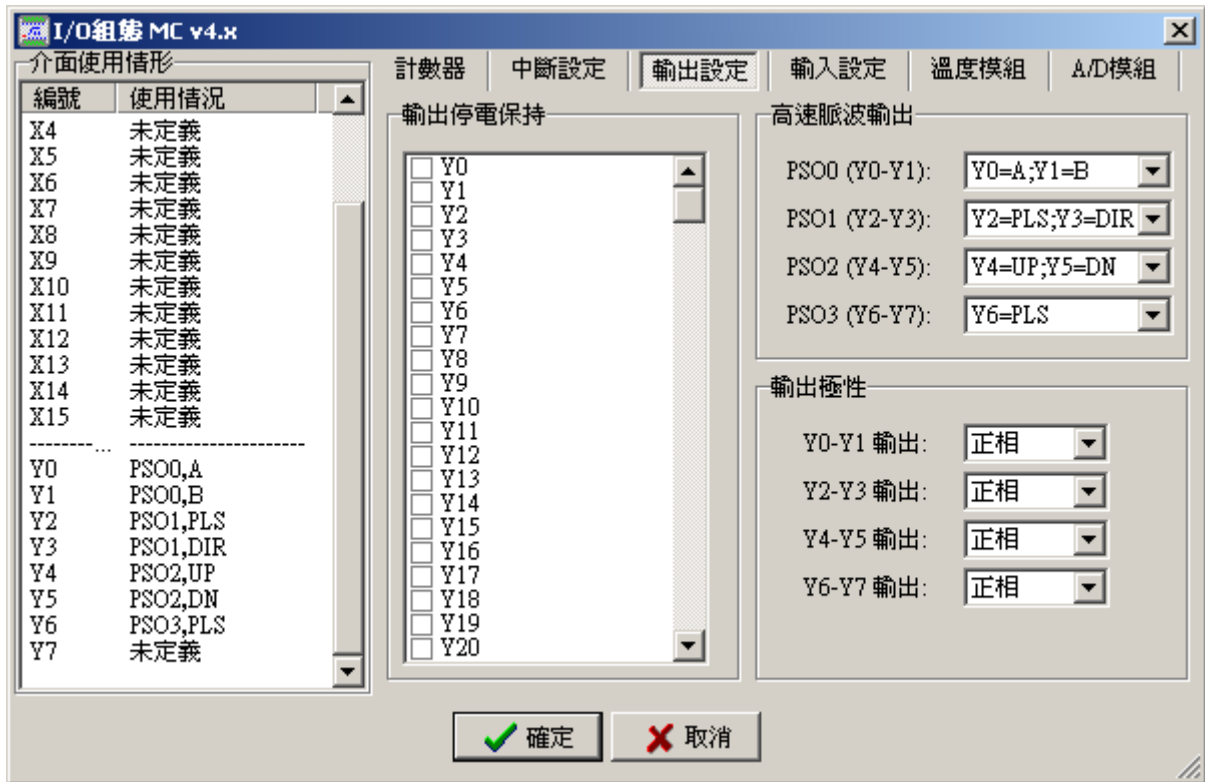 I/O組態 MC v4.x
介面使用情形
編號 使用情況
X4 未定義
X5 未定義
X6 未定義
X7 未定義
X8 未定義
X9 未定義
X10 未定義
X11 未定義
X12 未定義
X13 未定義
X14 未定義
X15 未定義
--------... ----------------------
Y0 PSO0,A
Y1 PSO0,B
Y2 PSO1,PLS
Y3 PSO1,DIR
Y4 PSO2,UP
Y5 PSO2,DN
Y6 PSO3,PLS
Y7 未定義
計數器 中斷設定 輸出設定 輸入設定 溫度模組 A/D模組
輸出停電保持
Y0
Y1
Y2
Y3
Y4
Y5
Y6
Y7
Y8
Y9
Y10
Y11
Y12
Y13
Y14
Y15
Y16
Y17
Y18
Y19
Y20
高速脈波輸出
PSO0 (Y0-Y1): Y0=A;Y1=B
PSO1 (Y2-Y3): Y2=PLS;Y3=DIR
PSO2 (Y4-Y5): Y4=UP;Y5=DN
PSO3 (Y6-Y7): Y6=PLS
輸出極性
Y0-Y1 輸出: 正相
Y2-Y3 輸出: 正相
Y4-Y5 輸出: 正相
Y6-Y7 輸出: 正相
確定 取消